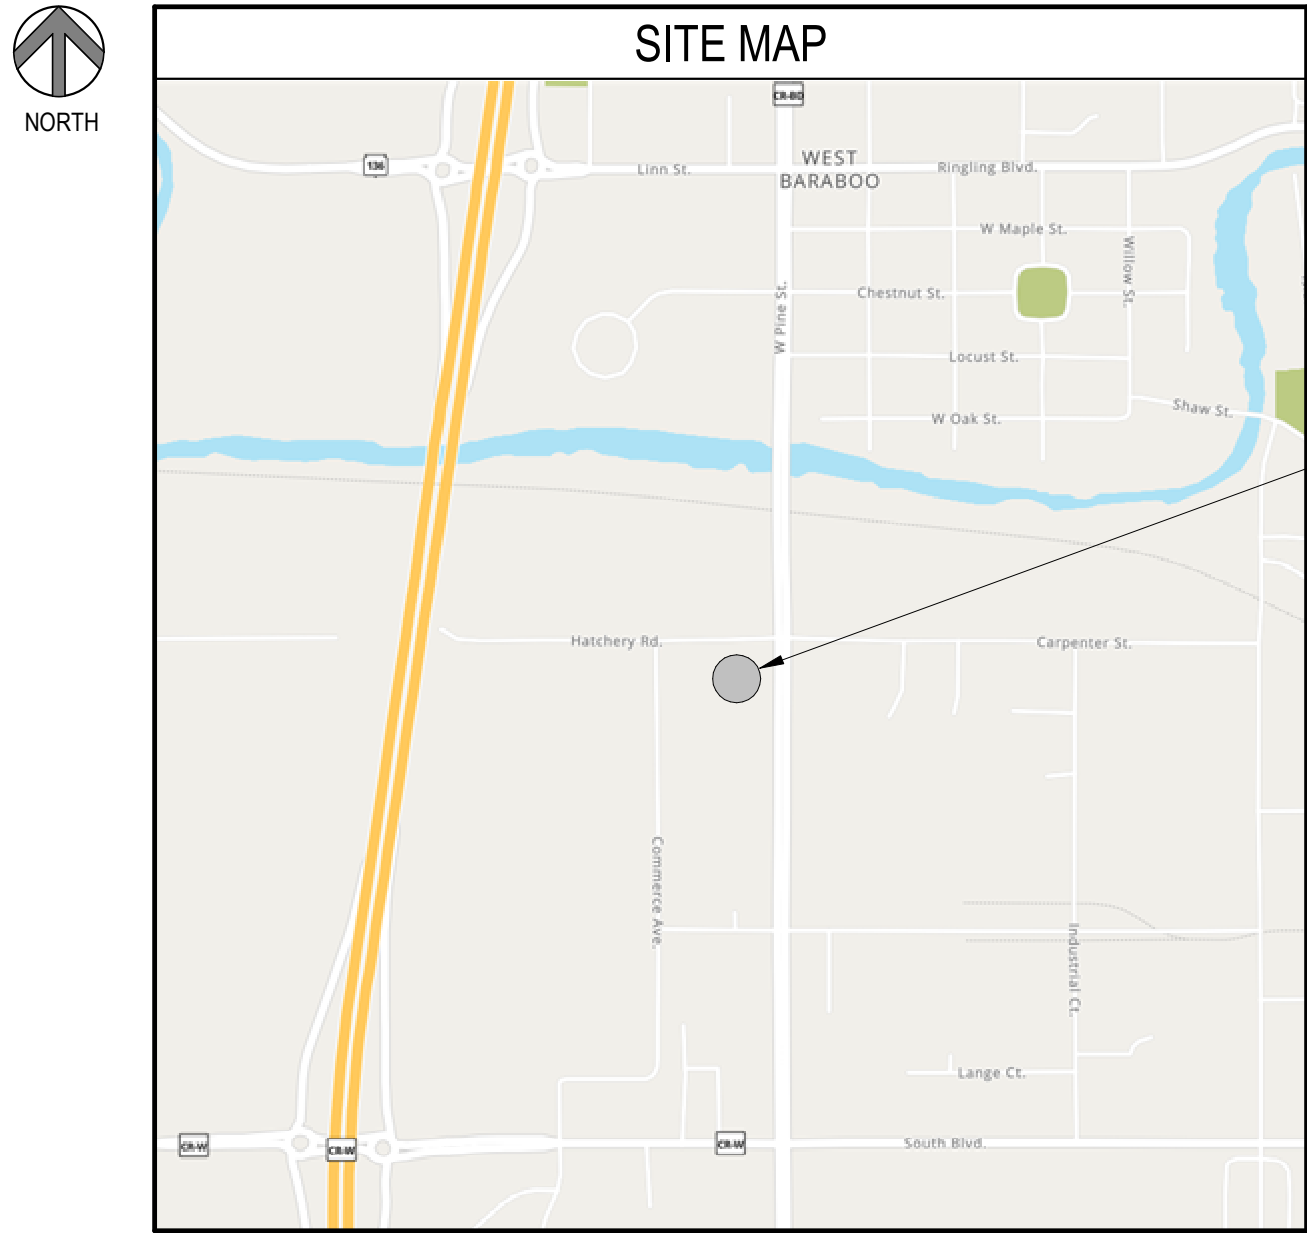 SITE MAP
NORTH
CR-BD
136
Linn St.
WEST
BARABOO
Ringling Blvd.
W Maple St.
Willow St.
Chestnut St.
W Pine St.
Locust St.
Shaw St.
W Oak St.
Hatchery Rd.
Carpenter St.
Commerce Ave.
Industrial Ct.
Lange Ct.
CR-W
CR-W
CR-W
South Blvd.